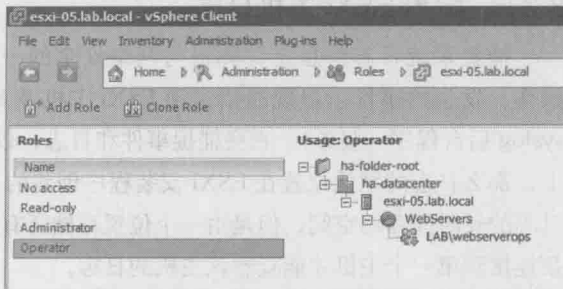 esxi-05.lab.local - vSphere Client
File Edit View Inventory Administration Plug-ins Help
Home Administration Roles esxi-05.lab.local
Add Role Clone Role
Roles
Name
No access
Read-only
Administrator
Operator
Usage: Operator
ha-folder-root
ha-datacenter
esxi-05.lab.local
WebServers
LAB\webserverops